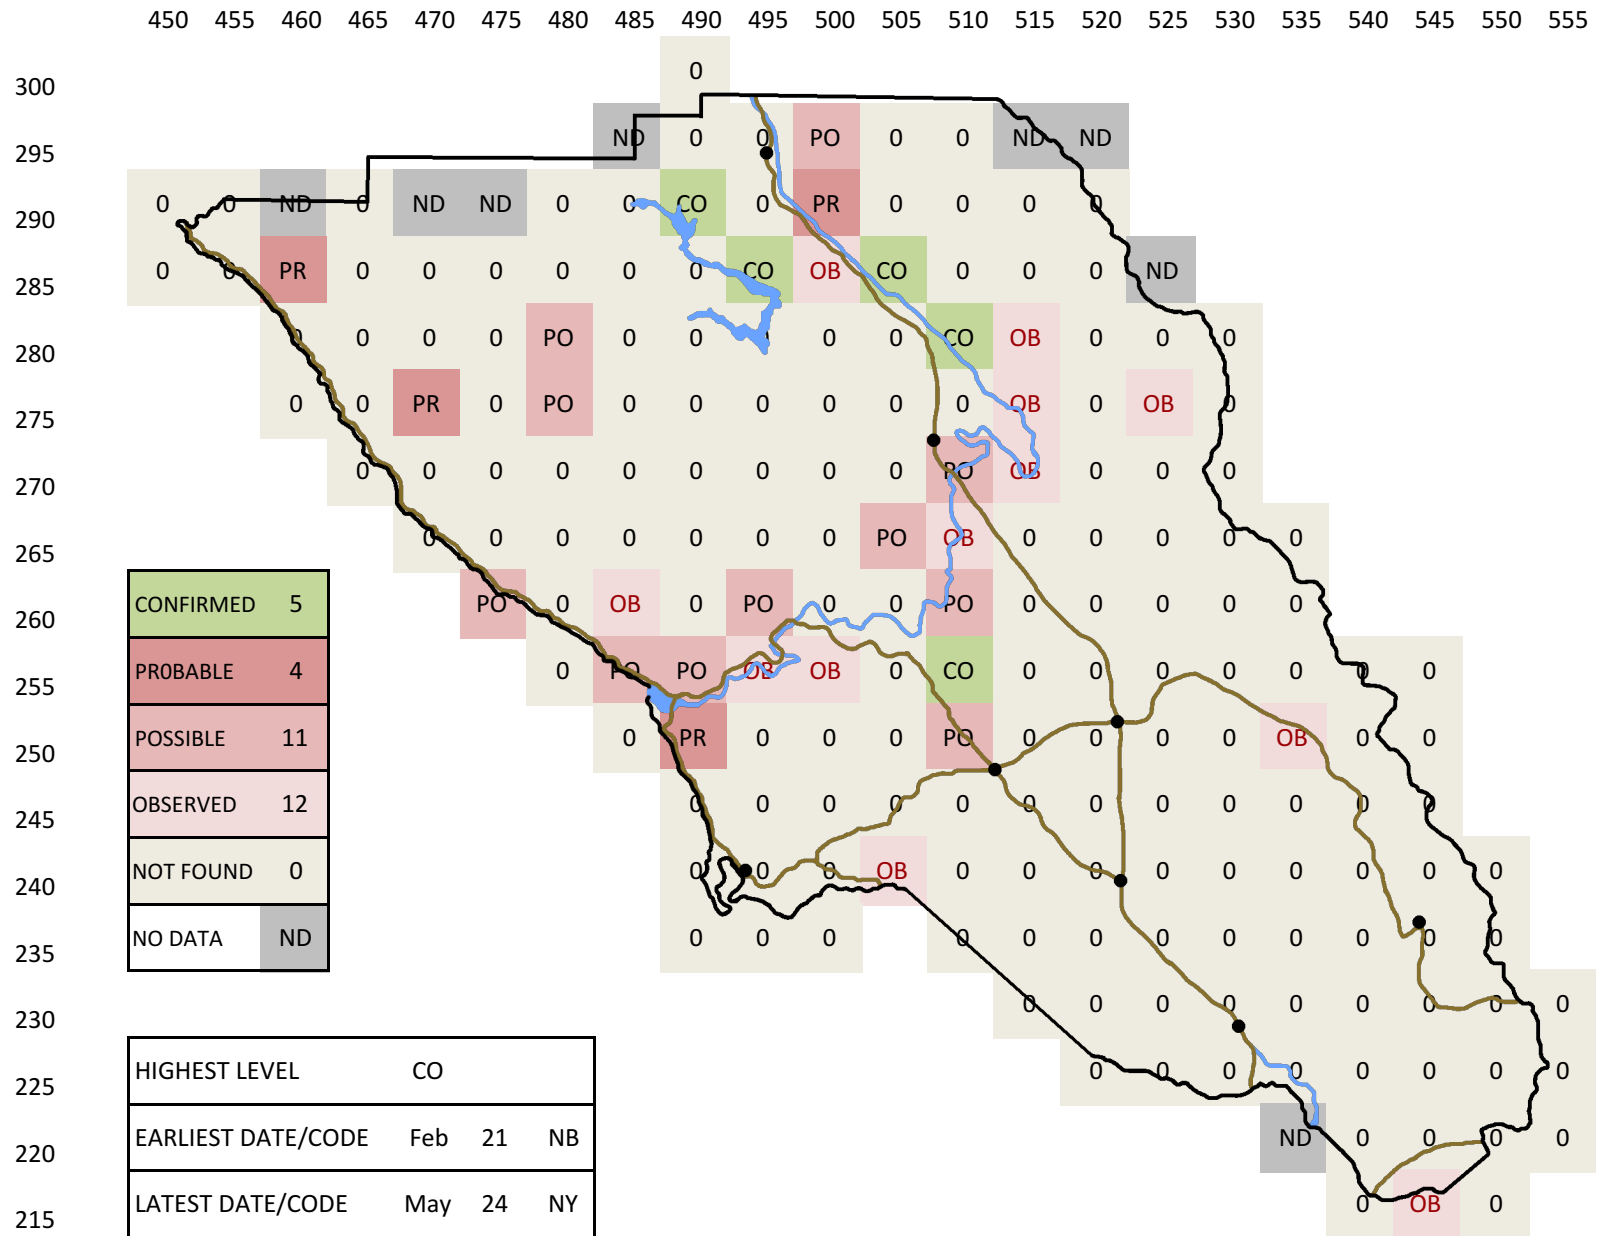 450 455 460 465 470 475 480 485 490 495 500 505 510 515 520 525 530 535 540 545 550 555
0
300
ND 0 0 PO 0 0 ND ND
295
0 0 ND 0 ND ND 0 0 CO 0 PR 0 0 0 0
290
0 0 PR 0 0 0 0 0 0 CO OB CO 0 0 0 ND
285
0 0 0 0 PO 0 0 0 0 0 CO OB 0 0 0
280
0 0 PR 0 PO 0 0 0 0 0 0 OB 0 OB 0
275
0 0 0 0 0 0 0 0 0 PO OB 0 0 0
270
0 0 0 0 0 0 0 PO OB 0 0 0 0 0
265
PO 0 OB 0 PO 0 0 PO 0 0 0 0 0
CONFIRMED 5
260
0 PO PO OB OB 0 CO 0 0 0 0 0 0 0
PR0BABLE 4
255
0 PR 0 0 0 PO 0 0 0 0 OB 0 0
POSSIBLE 11
250
0 0 0 0 0 0 0 0 0 0 0 0
OBSERVED 12
245
0 0 0 OB 0 0 0 0 0 0 0 0 0
NOT FOUND 0
240
0 0 0 0 0 0 0 0 0 0 0 0
NO DATA ND
235
0 0 0 0 0 0 0 0 0
230
0 0 0 0 0 0 0 0
HIGHEST LEVEL CO
225
ND 0 0 0 0
EARLIEST DATE/CODE Feb 21 NB
220
0 OB 0
LATEST DATE/CODE May 24 NY
215